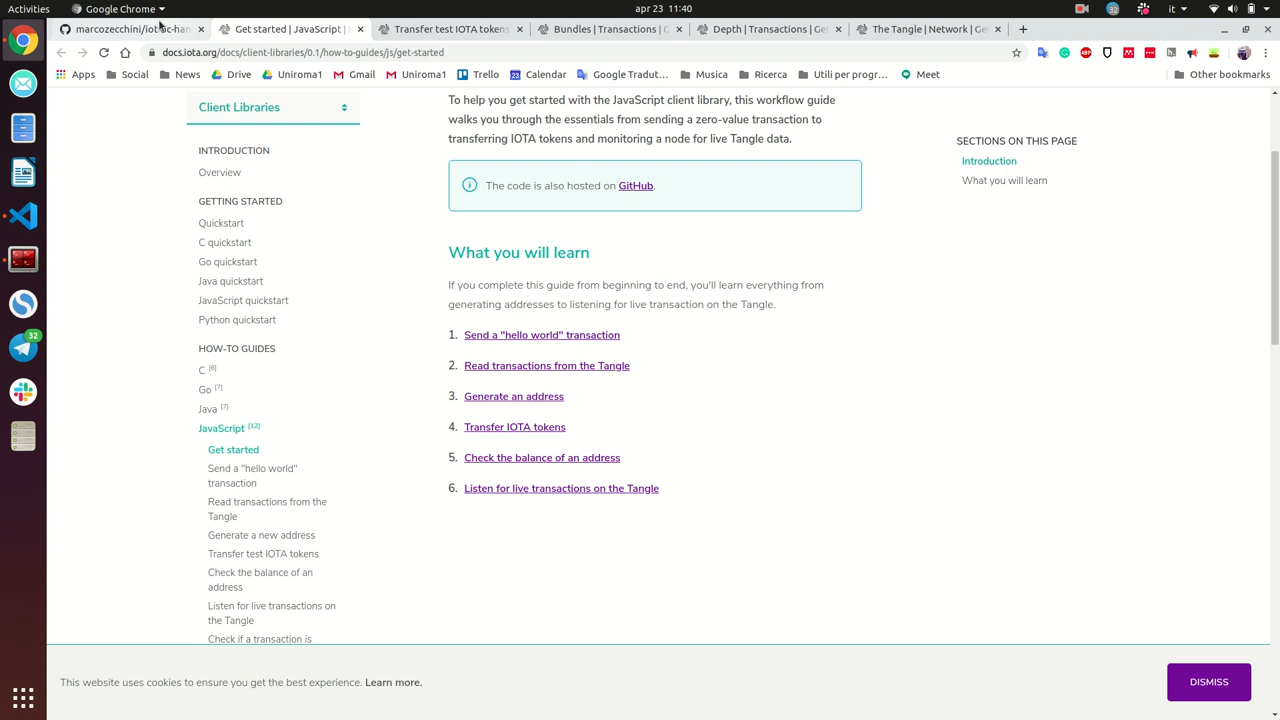 Activities
Google Chrome
apr 23 11:40
32
it
marcozecchini/iot-bc-han
Get started | JavaScript |
Transfer test IOTA tokens
Bundles | Transactions | G
Depth | Transactions | Get
The Tangle | Network | Ge
docs.iota.org/docs/client-libraries/0.1/how-to-guides/js/get-started
Apps
Social
News
Drive
Uniroma1
Gmail
Uniroma1
Trello
23
Calendar
Google Tradut...
Musica
Ricerca
Utili per progr...
Meet
Other bookmarks
Client Libraries
INTRODUCTION
Overview
GETTING STARTED
Quickstart
C quickstart
Go quickstart
Java quickstart
JavaScript quickstart
Python quickstart
HOW-TO GUIDES
C [6]
Go [7]
Java [7]
JavaScript [12]
Get started
Send a "hello world"
transaction
Read transactions from the
Tangle
Generate a new address
Transfer test IOTA tokens
Check the balance of an
address
Listen for live transactions on
the Tangle
Check if a transaction is
To help you get started with the JavaScript client library, this workflow guide
walks you through the essentials from sending a zero-value transaction to
transferring IOTA tokens and monitoring a node for live Tangle data.
The code is also hosted on GitHub.
What you will learn
If you complete this guide from beginning to end, you'll learn everything from
generating addresses to listening for live transaction on the Tangle.
1. Send a "hello world" transaction
2. Read transactions from the Tangle
3. Generate an address
4. Transfer IOTA tokens
5. Check the balance of an address
6. Listen for live transactions on the Tangle
SECTIONS ON THIS PAGE
Introduction
What you will learn
32
This website uses cookies to ensure you get the best experience. Learn more.
DISMISS